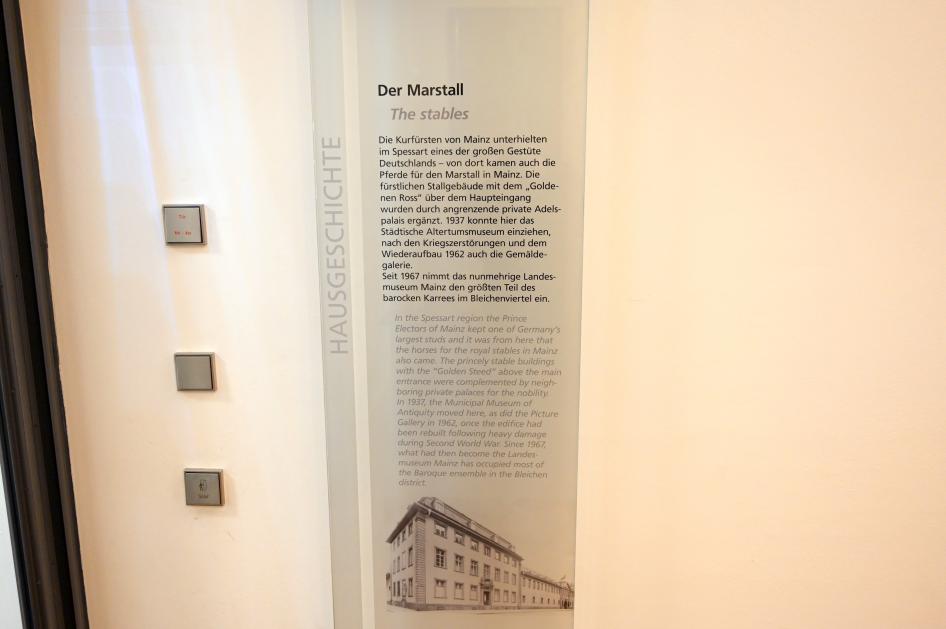 HAUSGESCHICHTE
Der Marstall
The stables
Die Kurfürsten von Mainz unterhielten
im Spessart eines der großen Gestüte
Deutschlands – von dort kamen auch die
Pferde für den Marstall in Mainz. Die
fürstlichen Stallgebäude mit dem „Golde-
nen Ross“ über dem Haupteingang
wurden durch angrenzende private Adels-
palais ergänzt. 1937 konnte hier das
Städtische Altertumsmuseum einziehen,
nach den Kriegszerstörungen und dem
Wiederaufbau 1962 auch die Gemälde-
galerie.
Seit 1967 nimmt das nunmehrige Landes-
museum Mainz den größten Teil des
barocken Karrees im Bleichenviertel ein.
In the Spessart region the Prince
Electors of Mainz kept one of Germany's
largest studs and it was from here that
the horses for the royal stables in Mainz
also came. The princely stable buildings
with the "Golden Steed" above the main
entrance were complemented by neigh-
boring private palaces for the nobility.
In 1937, the Municipal Museum of
Antiquity moved here, as did the Picture
Gallery in 1962, once the edifice had
been rebuilt following heavy damage
during Second World War. Since 1967,
what had then become the Landes-
museum Mainz has occupied most of
the Baroque ensemble in the Bleichen
district.
Tür